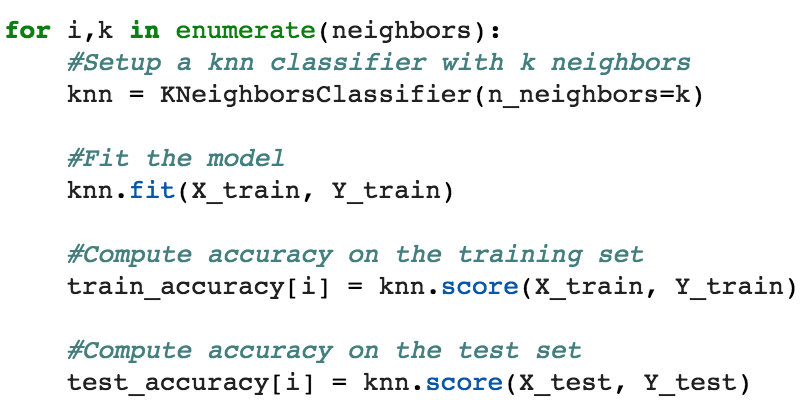 for i,k in enumerate(neighbors):
    #Setup a knn classifier with k neighbors
    knn = KNeighborsClassifier(n_neighbors=k)
    #Fit the model
    knn.fit(X_train, Y_train)
    #Compute accuracy on the training set
    train_accuracy[i] = knn.score(X_train, Y_train)
    #Compute accuracy on the test set
    test_accuracy[i] = knn.score(X_test, Y_test)